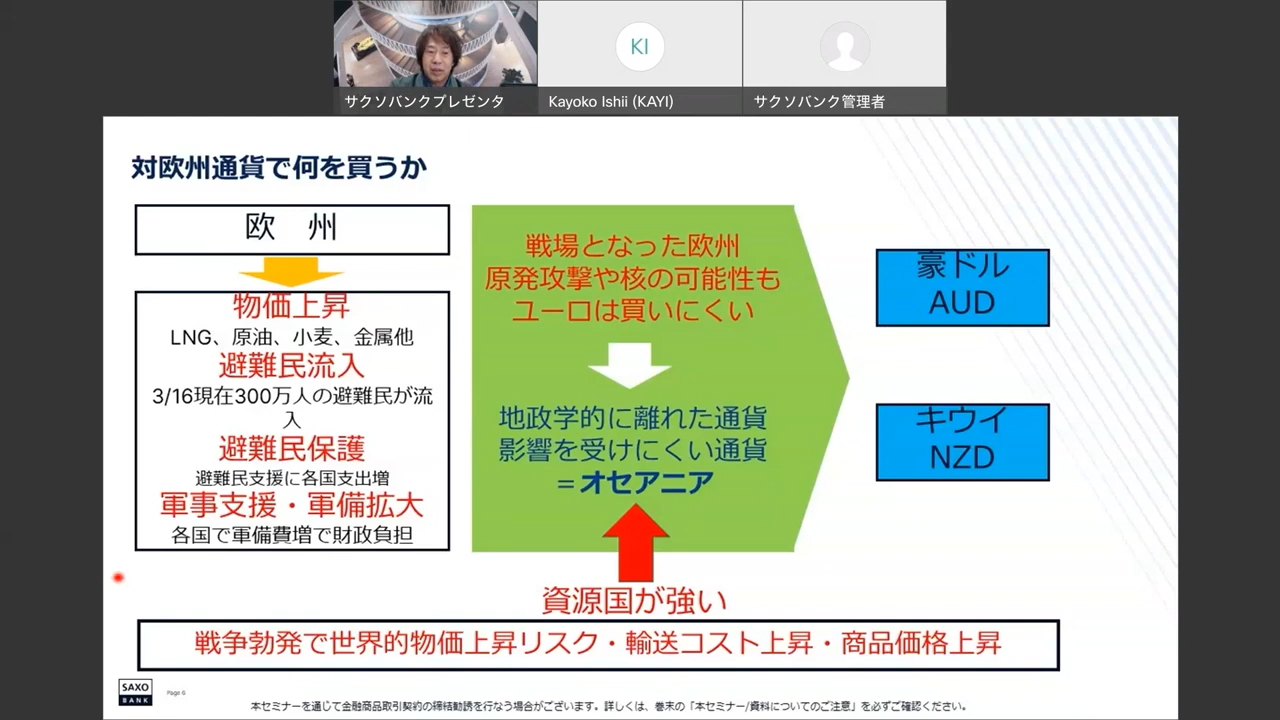 KI
サクソバンクプレゼンタ
Kayoko Ishii (KAYI)
サクソバンク管理者
対欧州通貨で何を買うか
欧 州
物価上昇
LNG、原油、小麦、金属他
避難民流入
3/16現在300万人の避難民が流
入
避難民保護
避難民支援に各国支出増
軍事支援・軍備拡大
各国で軍備費増で財政負担
戦場となった欧州
原発攻撃や核の可能性も
ユーロは買いにくい
地政学的に離れた通貨
影響を受けにくい通貨
＝オセアニア
豪ドル
AUD
キウイ
NZD
資源国が強い
戦争勃発で世界的物価上昇リスク・輸送コスト上昇・商品価格上昇
SAXO
BANK
Page 6
本セミナーを通じて金融商品取引契約の締結勧誘を行なう場合がございます。詳しくは、巻末の「本セミナー/資料についてのご注意」を必ずご確認ください。